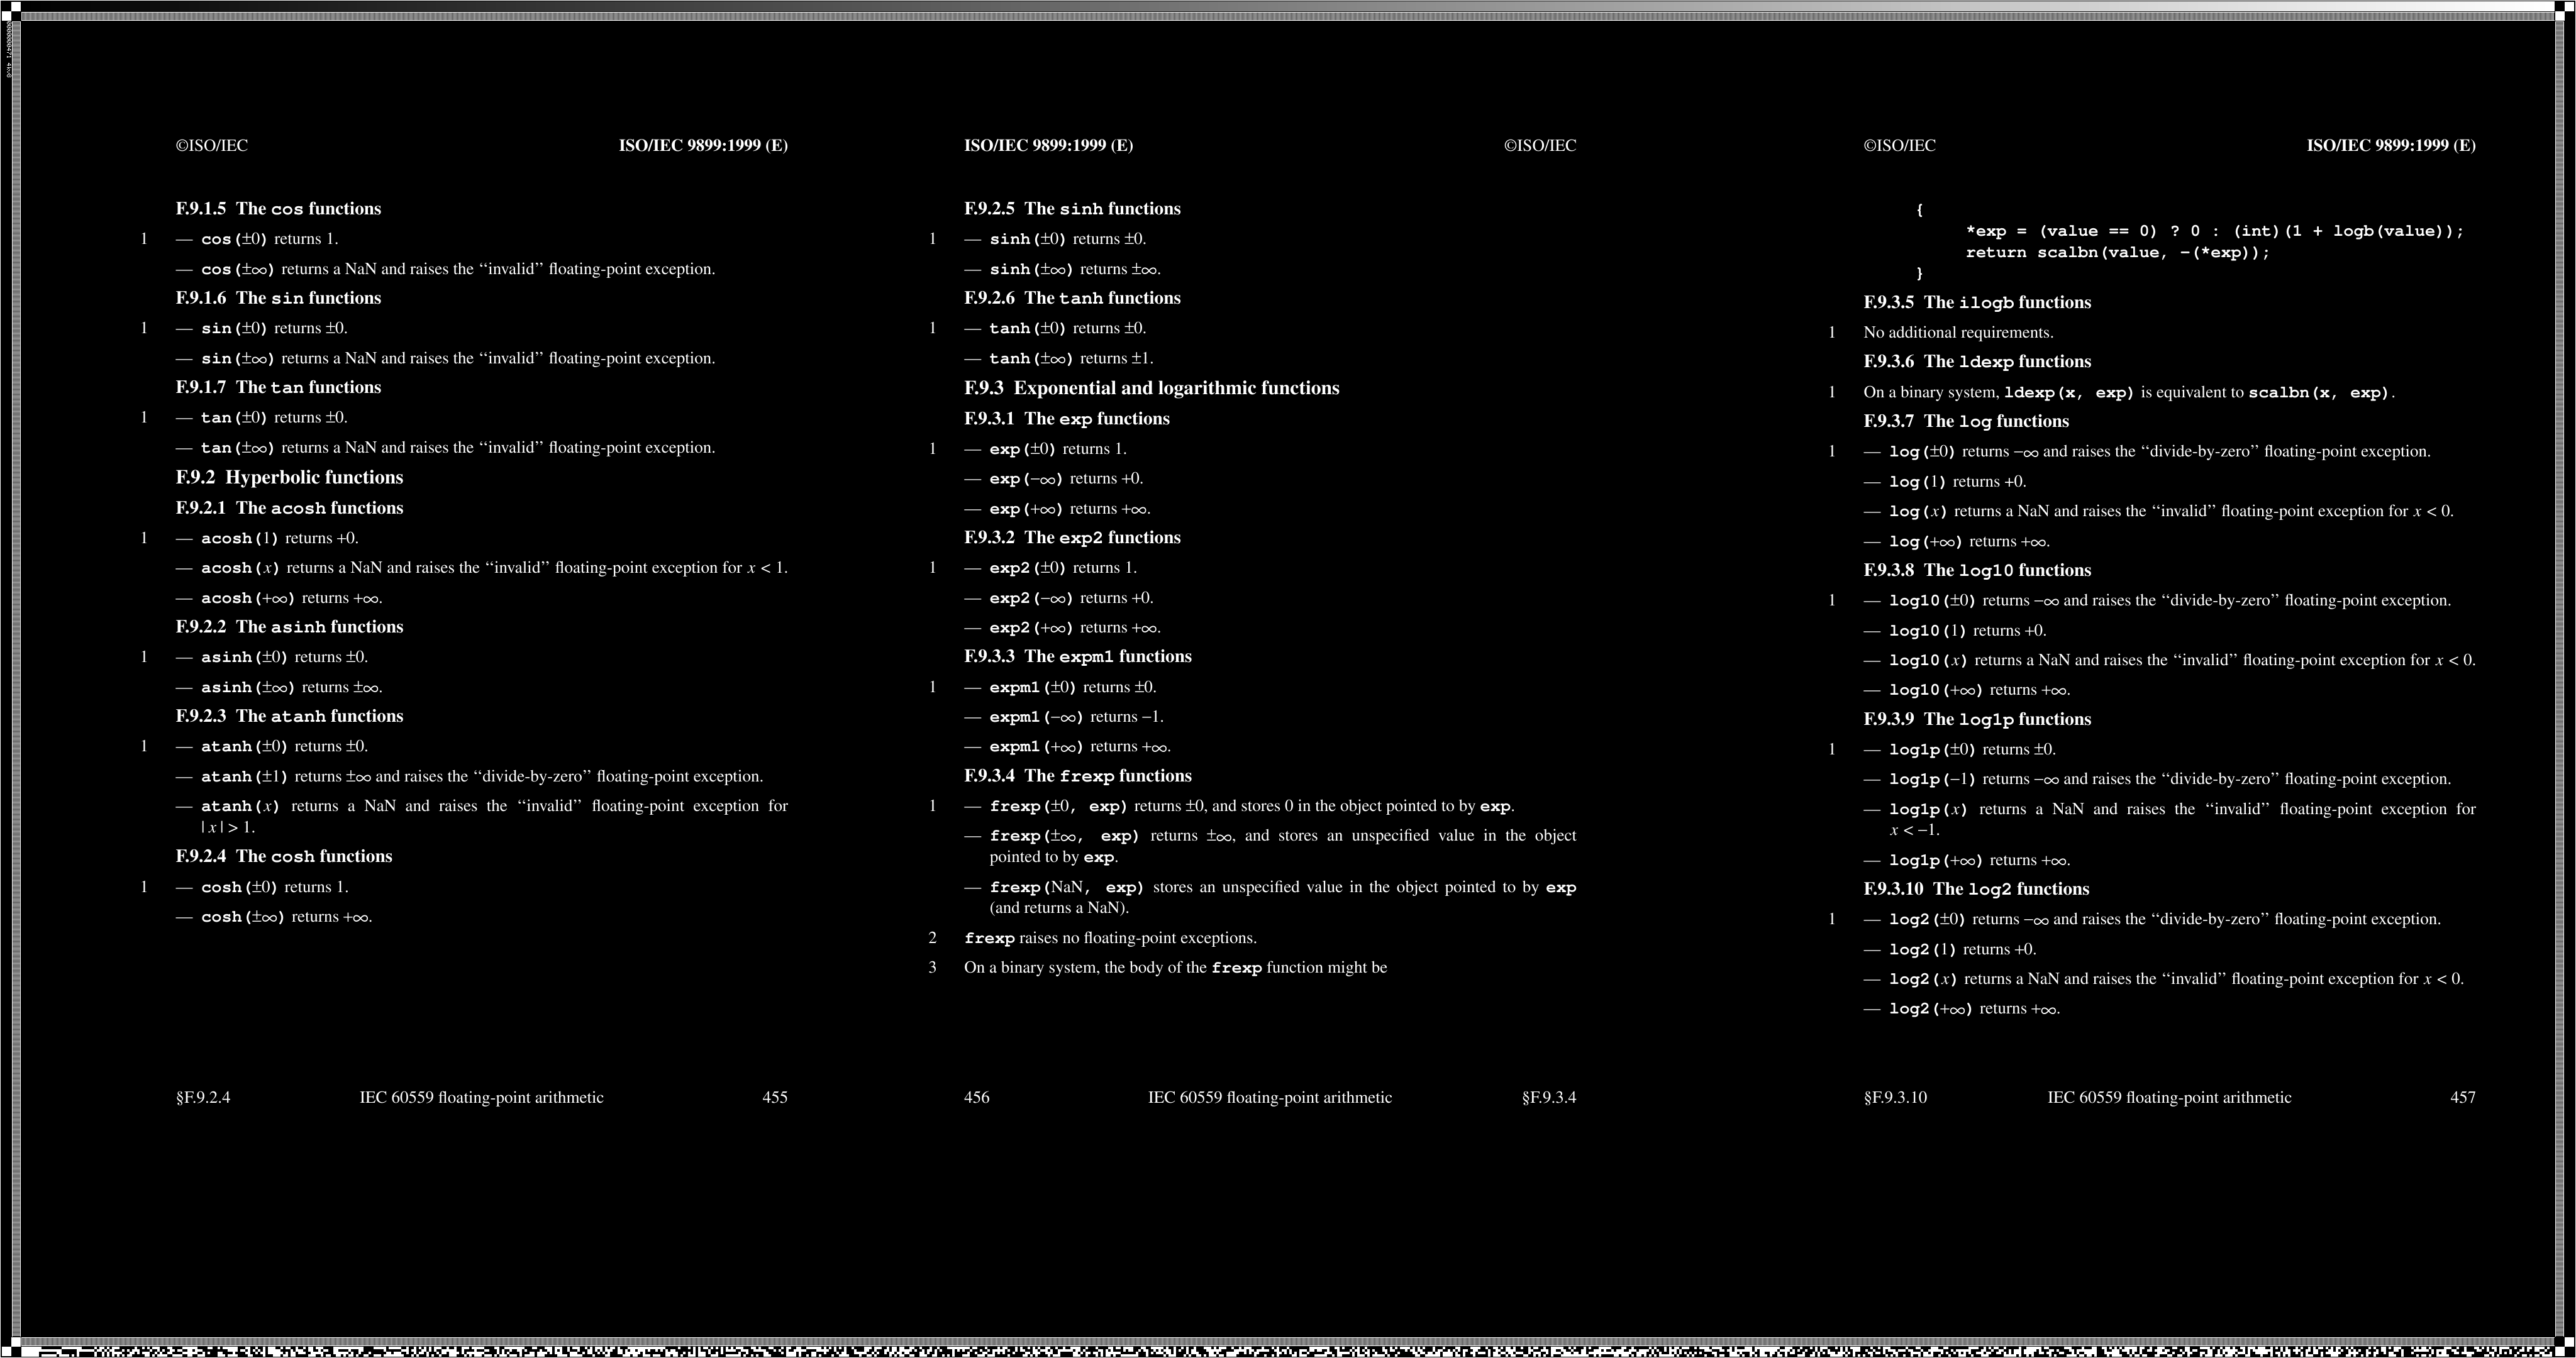 ©ISO/IEC ISO/IEC 9899:1999 (E)
F.9.1.5 The cos functions
1 — cos(±0) returns 1.
— cos(±∞) returns a NaN and raises the ‘‘invalid’’ floating-point exception.
F.9.1.6 The sin functions
1 — sin(±0) returns ±0.
— sin(±∞) returns a NaN and raises the ‘‘invalid’’ floating-point exception.
F.9.1.7 The tan functions
1 — tan(±0) returns ±0.
— tan(±∞) returns a NaN and raises the ‘‘invalid’’ floating-point exception.
F.9.2 Hyperbolic functions
F.9.2.1 The acosh functions
1 — acosh(1) returns +0.
— acosh(x) returns a NaN and raises the ‘‘invalid’’ floating-point exception for x < 1.
— acosh(+∞) returns +∞.
F.9.2.2 The asinh functions
1 — asinh(±0) returns ±0.
— asinh(±∞) returns ±∞.
F.9.2.3 The atanh functions
1 — atanh(±0) returns ±0.
— atanh(±1) returns ±∞ and raises the ‘‘divide-by-zero’’ floating-point exception.
— atanh(x) returns a NaN and raises the ‘‘invalid’’ floating-point exception for
|x| > 1.
F.9.2.4 The cosh functions
1 — cosh(±0) returns 1.
— cosh(±∞) returns +∞.
§F.9.2.4 IEC 60559 floating-point arithmetic 455
ISO/IEC 9899:1999 (E) ©ISO/IEC
F.9.2.5 The sinh functions
1 — sinh(±0) returns ±0.
— sinh(±∞) returns ±∞.
F.9.2.6 The tanh functions
1 — tanh(±0) returns ±0.
— tanh(±∞) returns ±1.
F.9.3 Exponential and logarithmic functions
F.9.3.1 The exp functions
1 — exp(±0) returns 1.
— exp(−∞) returns +0.
— exp(+∞) returns +∞.
F.9.3.2 The exp2 functions
1 — exp2(±0) returns 1.
— exp2(−∞) returns +0.
— exp2(+∞) returns +∞.
F.9.3.3 The expm1 functions
1 — expm1(±0) returns ±0.
— expm1(−∞) returns −1.
— expm1(+∞) returns +∞.
F.9.3.4 The frexp functions
1 — frexp(±0, exp) returns ±0, and stores 0 in the object pointed to by exp.
— frexp(±∞, exp) returns ±∞, and stores an unspecified value in the object
pointed to by exp.
— frexp(NaN, exp) stores an unspecified value in the object pointed to by exp
(and returns a NaN).
2 frexp raises no floating-point exceptions.
3 On a binary system, the body of the frexp function might be
456 IEC 60559 floating-point arithmetic §F.9.3.4
©ISO/IEC ISO/IEC 9899:1999 (E)
{
*exp = (value == 0) ? 0 : (int)(1 + logb(value));
return scalbn(value, -(*exp));
}
F.9.3.5 The ilogb functions
1 No additional requirements.
F.9.3.6 The ldexp functions
1 On a binary system, ldexp(x, exp) is equivalent to scalbn(x, exp).
F.9.3.7 The log functions
1 — log(±0) returns −∞ and raises the ‘‘divide-by-zero’’ floating-point exception.
— log(1) returns +0.
— log(x) returns a NaN and raises the ‘‘invalid’’ floating-point exception for x < 0.
— log(+∞) returns +∞.
F.9.3.8 The log10 functions
1 — log10(±0) returns −∞ and raises the ‘‘divide-by-zero’’ floating-point exception.
— log10(1) returns +0.
— log10(x) returns a NaN and raises the ‘‘invalid’’ floating-point exception for x < 0.
— log10(+∞) returns +∞.
F.9.3.9 The log1p functions
1 — log1p(±0) returns ±0.
— log1p(−1) returns −∞ and raises the ‘‘divide-by-zero’’ floating-point exception.
— log1p(x) returns a NaN and raises the ‘‘invalid’’ floating-point exception for
x < −1.
— log1p(+∞) returns +∞.
F.9.3.10 The log2 functions
1 — log2(±0) returns −∞ and raises the ‘‘divide-by-zero’’ floating-point exception.
— log2(1) returns +0.
— log2(x) returns a NaN and raises the ‘‘invalid’’ floating-point exception for x < 0.
— log2(+∞) returns +∞.
§F.9.3.10 IEC 60559 floating-point arithmetic 457